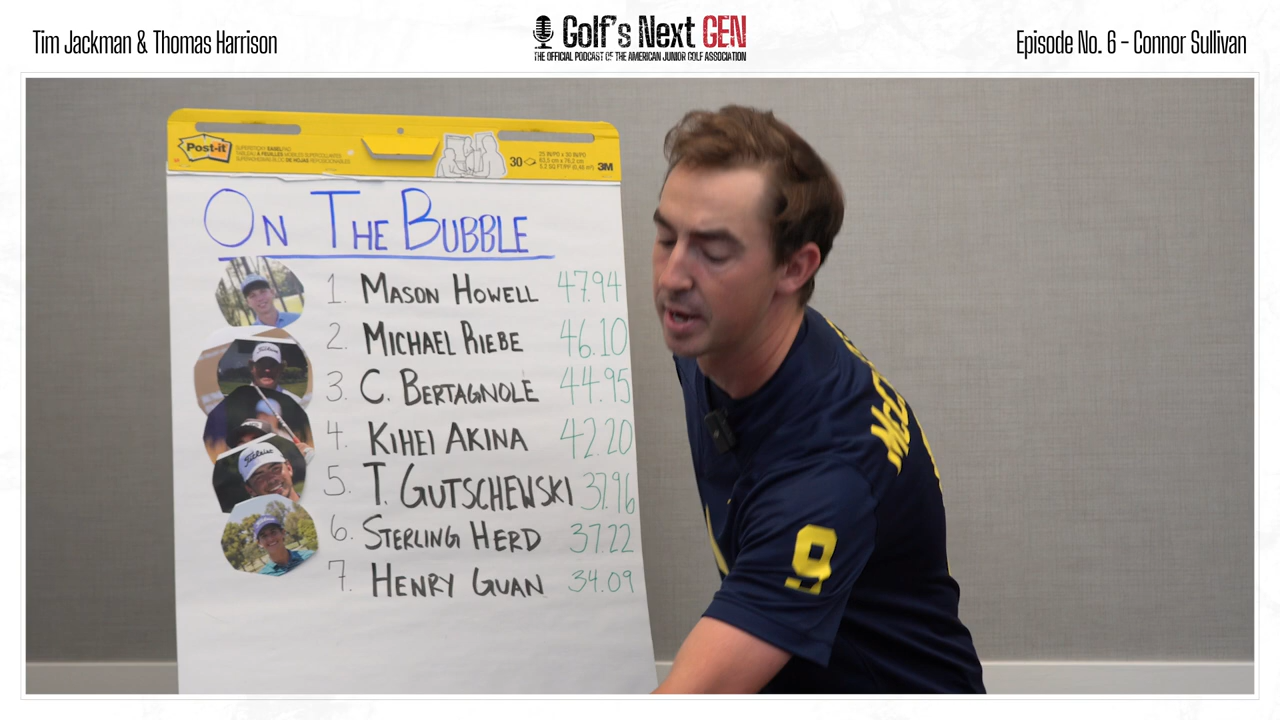 Tim Jackman & Thomas Harrison
Golf's Next GEN
THE OFFICIAL PODCAST OF THE AMERICAN JUNIOR GOLF ASSOCIATION
Episode No. 6 - Connor Sullivan
Post-it
30
3M
ON THE BUBBLE
1. MASON HOWELL 47.94
2. MICHAEL RIEBE 46.10
3. C. BERTAGNOLE 44.95
4. KIHEI AKINA 42.20
5. T. GUTSCHEWSKI 37.96
6. STERLING HERD 37.22
7. HENRY GUAN 34.09
Titleist
9